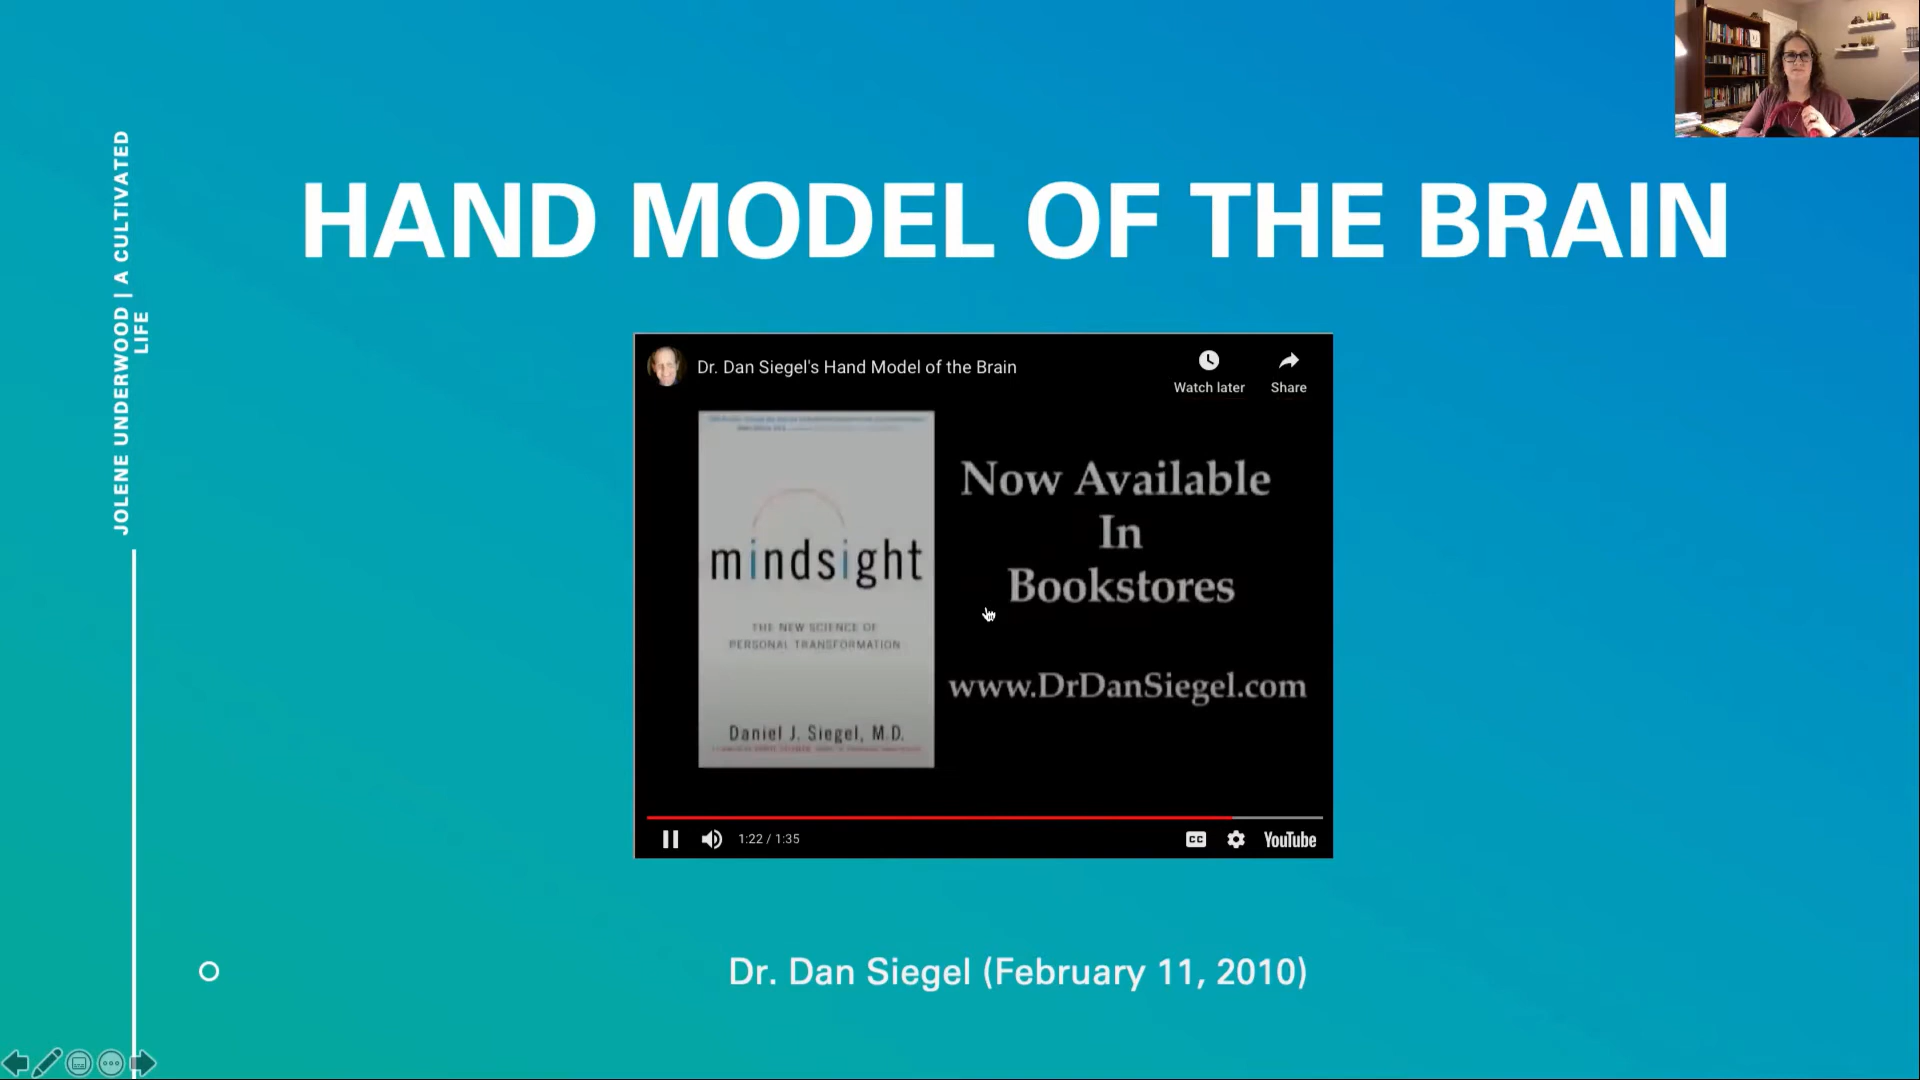 JOLENE UNDERWOOD | A CULTIVATED
LIFE
HAND MODEL OF THE BRAIN
Dr. Dan Siegel's Hand Model of the Brain
Watch later
Share
mindsight
THE NEW SCIENCE OF
PERSONAL TRANSFORMATION
Daniel J. Siegel, M.D.
Now Available
In
Bookstores
www.DrDanSiegel.com
1:22 / 1:35
CC
YouTube
Dr. Dan Siegel (February 11, 2010)